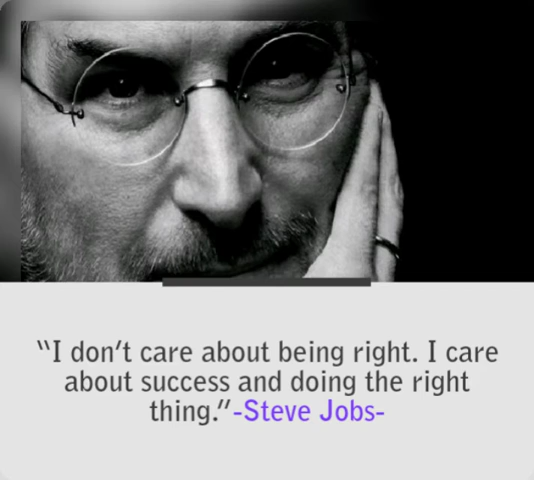 “I don’t care about being right. I care
about success and doing the right
thing.”-Steve Jobs-